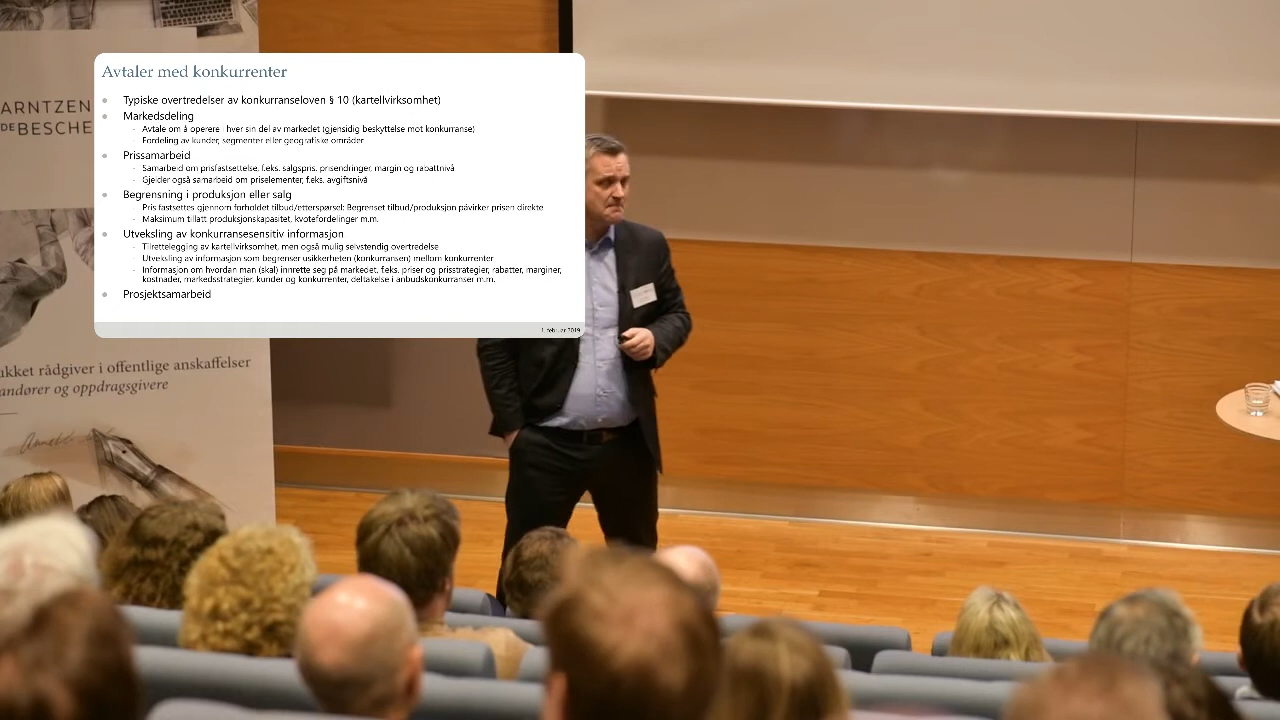 Avtaler med konkurrenter
Typiske overtredelser av konkurranseloven § 10 (kartellvirksomhet)
Markedsdeling
Avtale om å operere i hver sin del av markedet (gjensidig beskyttelse mot konkurranse)
Fordeling av kunder, segmenter eller geografiske områder
Prissamarbeid
Samarbeid om prisfastsettelse, f.eks. salgspris, prisendringer, margin og rabattnivå
Gjelder også samarbeid om priselementer, f.eks. avgiftsnivå
Begrensning i produksjon eller salg
Pris fastsettes gjennom forholdet tilbud/etterspørsel: Begrenset tilbud/produksjon påvirker prisen direkte
Maksimum tillatt produksjonskapasitet, kvotefordelinger m.m.
Utveksling av konkurransesensitiv informasjon
Tilrettelegging av kartellvirksomhet, men også mulig selvstendig overtredelse
Utveksling av informasjon som begrenser usikkerheten (konkurransen) mellom konkurrenter
Informasjon om hvordan man (skal) innrette seg på markedet, f.eks. priser og prisstrategier, rabatter, marginer,
kostnader, markedsstrategier, kunder og konkurrenter, deltakelse i anbudskonkurranser m.m.
Prosjektsamarbeid
1. februar 2019
ARNTZEN
DE BESCHE
ukket rådgiver i offentlige anskaffelser
andører og oppdragsgivere